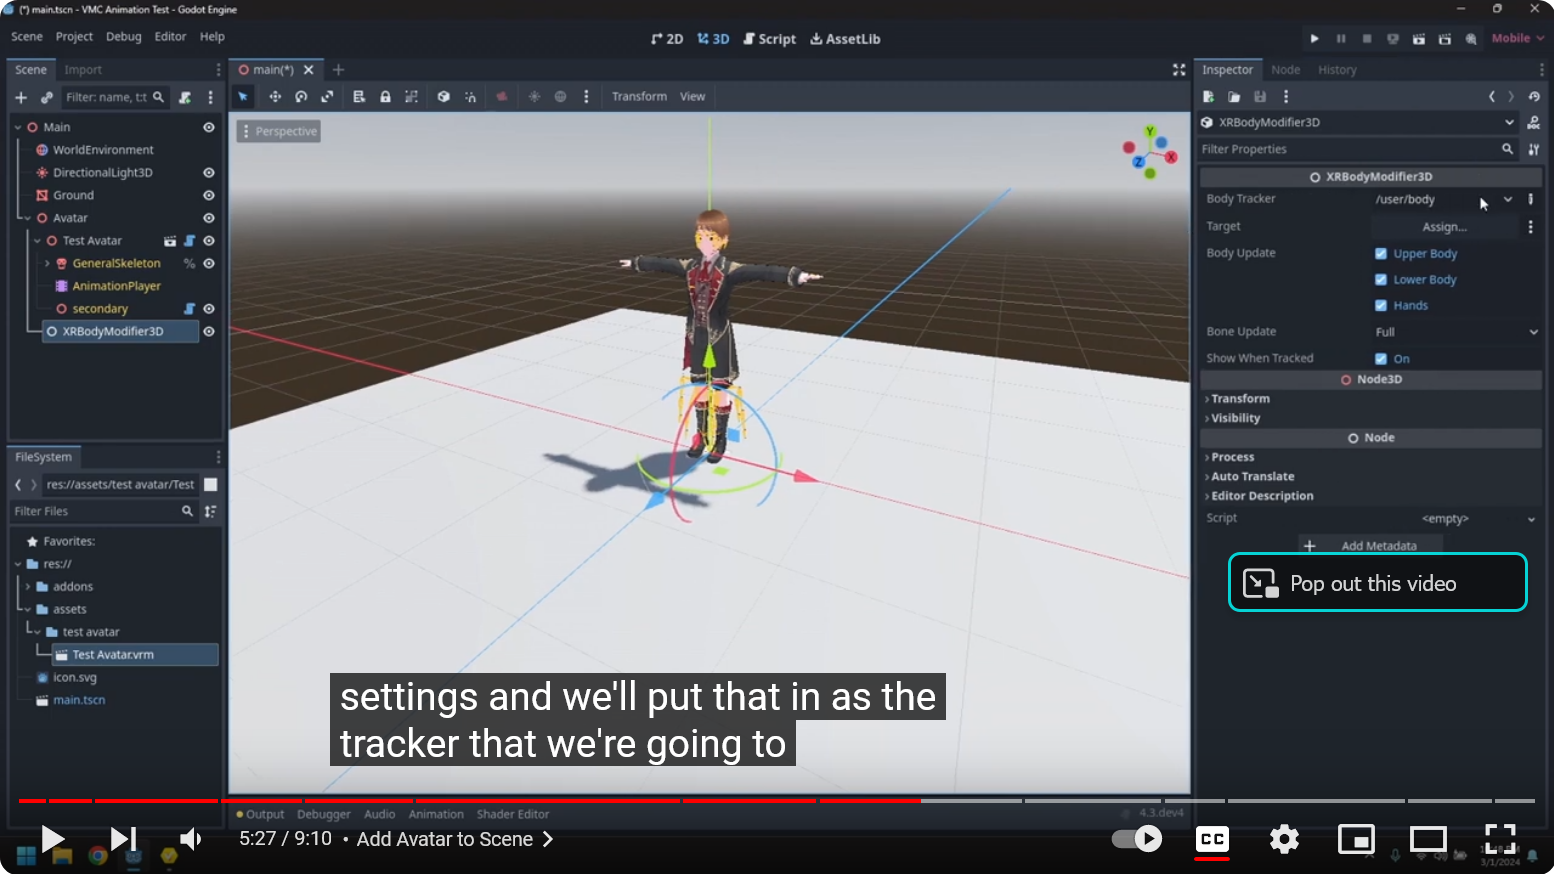 (*) main.tscn - VMC Animation Test - Godot Engine
Scene Project Debug Editor Help
2D 3D Script AssetLib
Mobile
Scene Import
Filter: name, t:t
Main
WorldEnvironment
DirectionalLight3D
Ground
Avatar
Test Avatar
GeneralSkeleton
AnimationPlayer
secondary
XRBodyModifier3D
FileSystem
res://assets/test avatar/Test
Filter Files
Favorites:
res://
addons
assets
test avatar
Test Avatar.vrm
icon.svg
main.tscn
main(*)
Transform View
Perspective
Y
X
Z
settings and we'll put that in as the
tracker that we're going to
Output Debugger Audio Animation Shader Editor
4.3.dev4
Inspector Node History
XRBodyModifier3D
Filter Properties
XRBodyModifier3D
Body Tracker /user/body
Target Assign...
Body Update Upper Body
Lower Body
Hands
Bone Update Full
Show When Tracked On
Node3D
Transform
Visibility
Node
Process
Auto Translate
Editor Description
Script <empty>
Add Metadata
Pop out this video
5:27 / 9:10 • Add Avatar to Scene
CC
3/1/2024